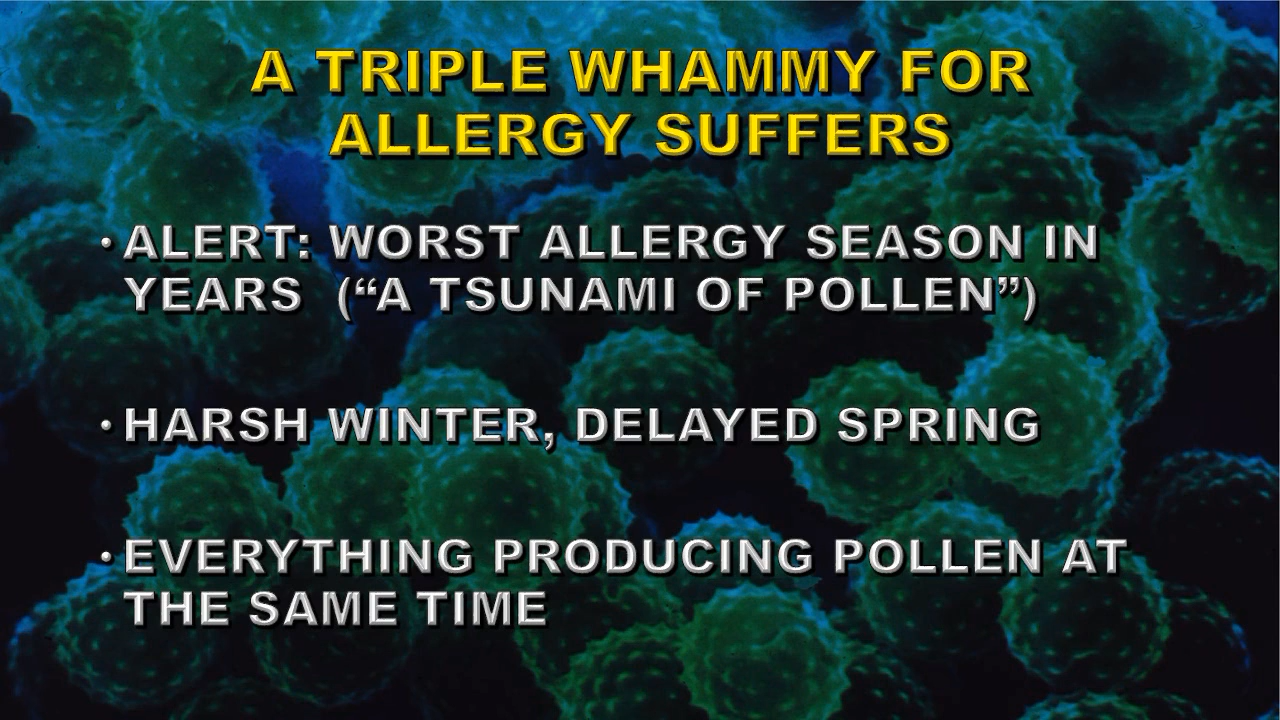 A TRIPLE WHAMMY FOR
ALLERGY SUFFERS
• ALERT: WORST ALLERGY SEASON IN
YEARS  (“A TSUNAMI OF POLLEN”)
• HARSH WINTER, DELAYED SPRING
• EVERYTHING PRODUCING POLLEN AT
THE SAME TIME